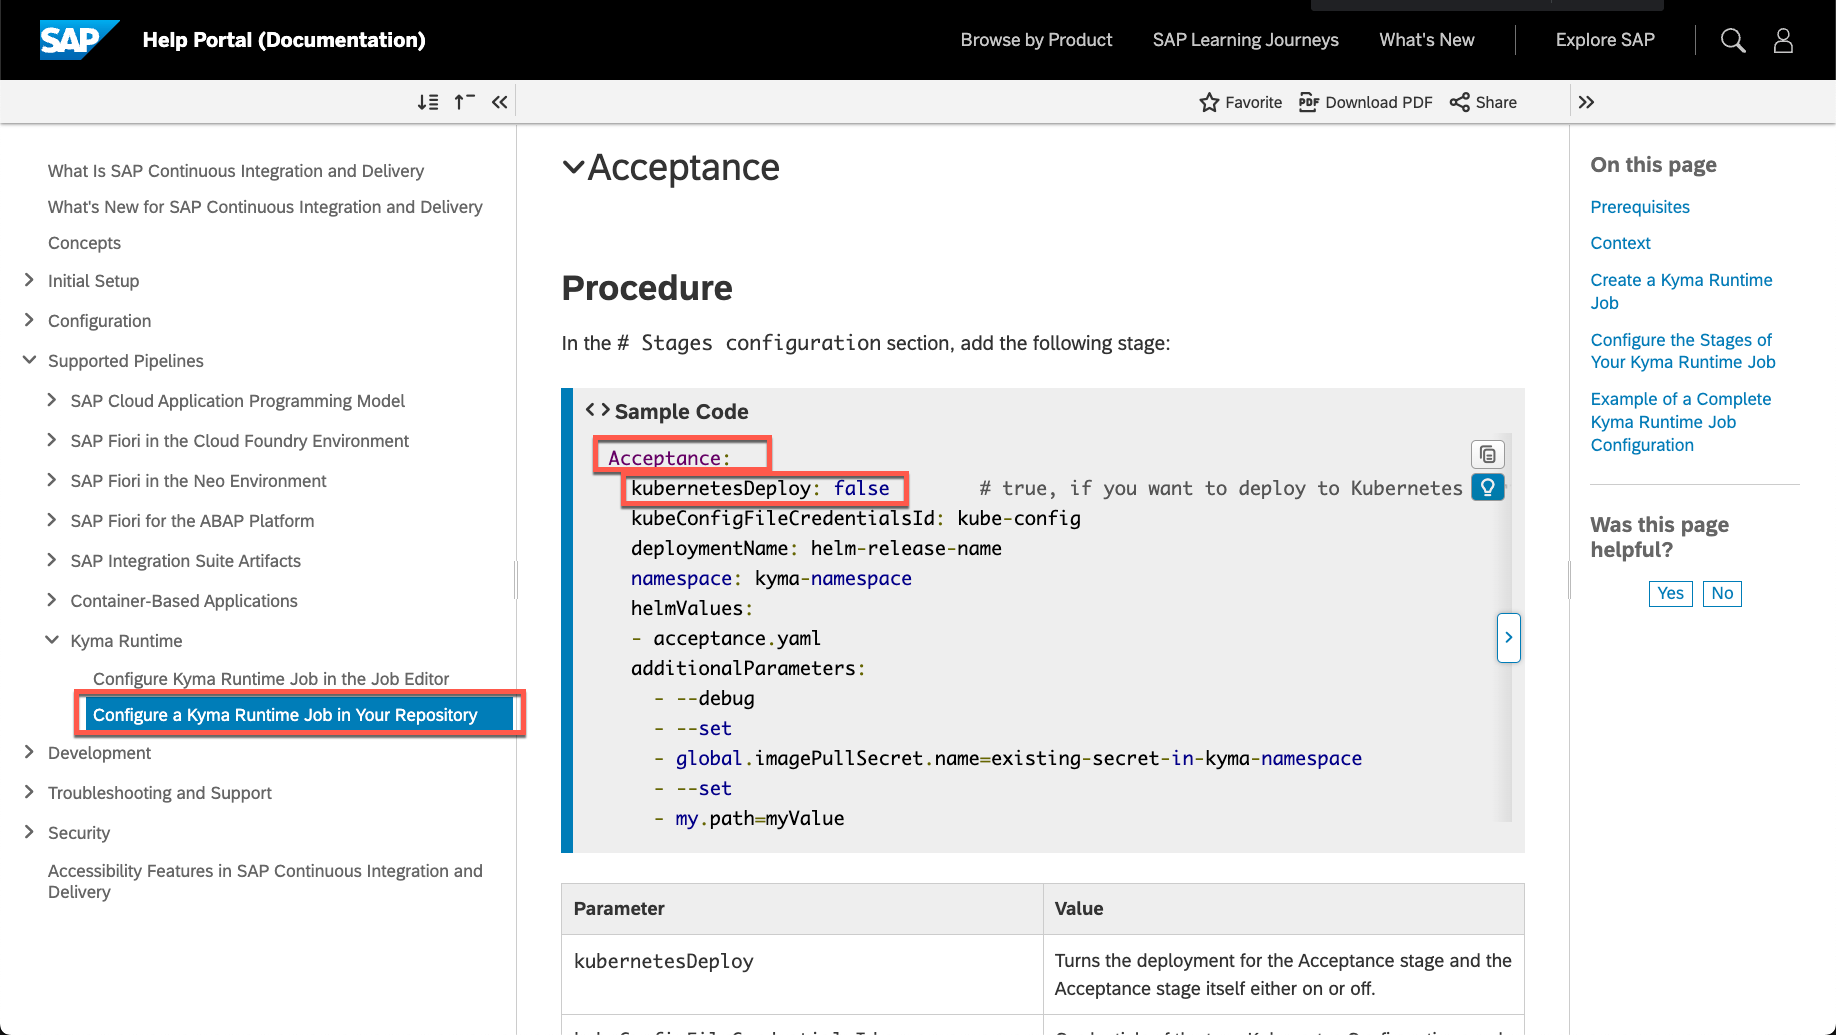 SAP Help Portal (Documentation)
Browse by Product
SAP Learning Journeys
What's New
Explore SAP
Favorite
PDF Download PDF
Share
What Is SAP Continuous Integration and Delivery
What's New for SAP Continuous Integration and Delivery
Concepts
Initial Setup
Configuration
Supported Pipelines
SAP Cloud Application Programming Model
SAP Fiori in the Cloud Foundry Environment
SAP Fiori in the Neo Environment
SAP Fiori for the ABAP Platform
SAP Integration Suite Artifacts
Container-Based Applications
Kyma Runtime
Configure Kyma Runtime Job in the Job Editor
Configure a Kyma Runtime Job in Your Repository
Development
Troubleshooting and Support
Security
Accessibility Features in SAP Continuous Integration and
Delivery
Acceptance
Procedure
In the # Stages configuration section, add the following stage:
<> Sample Code
Acceptance:
kubernetesDeploy: false # true, if you want to deploy to Kubernetes
kubeConfigFileCredentialsId: kube-config
deploymentName: helm-release-name
namespace: kyma-namespace
helmValues:
- acceptance.yaml
additionalParameters:
- --debug
- --set
- global.imagePullSecret.name=existing-secret-in-kyma-namespace
- --set
- my.path=myValue
Parameter
Value
kubernetesDeploy
Turns the deployment for the Acceptance stage and the
Acceptance stage itself either on or off.
On this page
Prerequisites
Context
Create a Kyma Runtime
Job
Configure the Stages of
Your Kyma Runtime Job
Example of a Complete
Kyma Runtime Job
Configuration
Was this page
helpful?
Yes
No